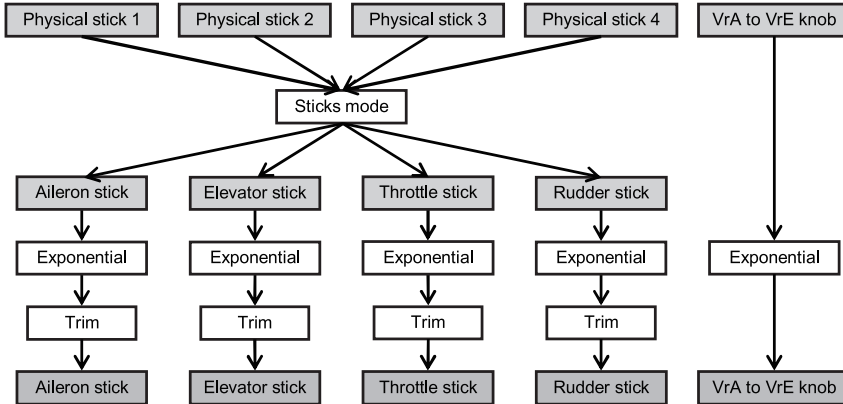 Physical stick 1
Physical stick 2
Physical stick 3
Physical stick 4
VrA to VrE knob
Sticks mode
Aileron stick
Elevator stick
Throttle stick
Rudder stick
Exponential
Exponential
Exponential
Exponential
Exponential
Trim
Trim
Trim
Trim
Aileron stick
Elevator stick
Throttle stick
Rudder stick
VrA to VrE knob